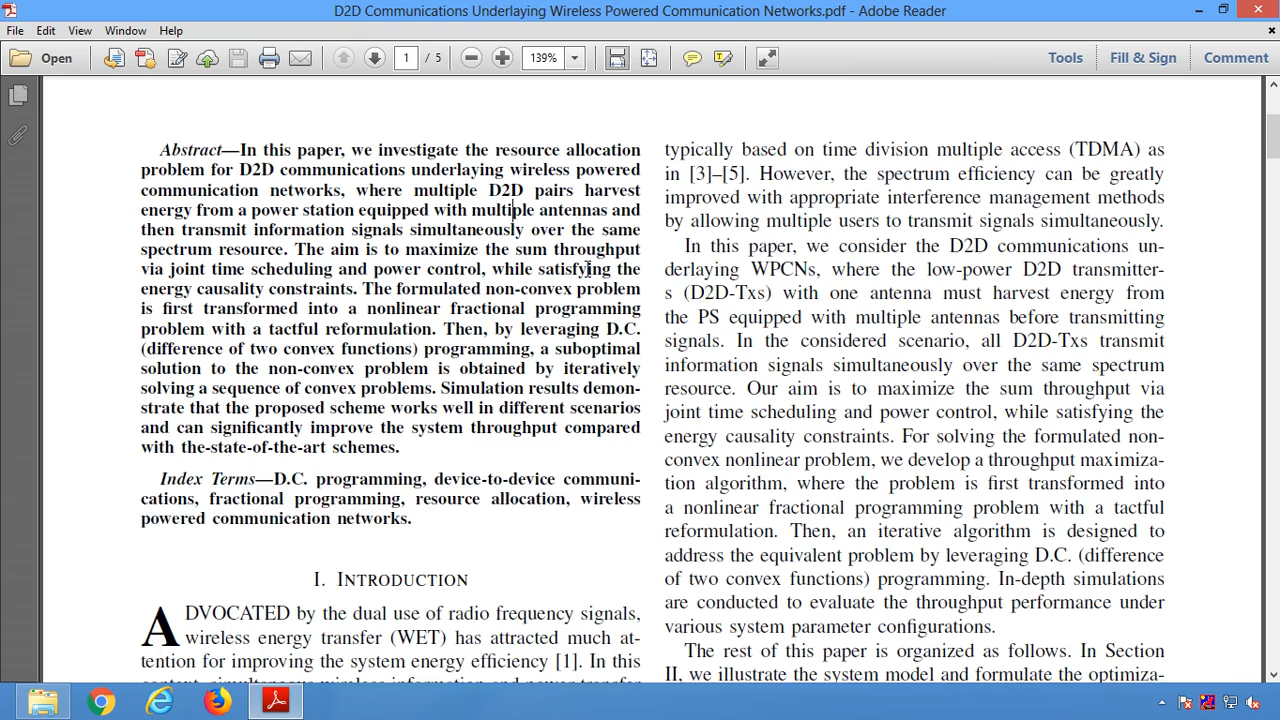 D2D Communications Underlaying Wireless Powered Communication Networks.pdf - Adobe Reader
File Edit View Window Help
Open 1 / 5 139% Tools Fill & Sign Comment
Abstract—In this paper, we investigate the resource allocation
problem for D2D communications underlaying wireless powered
communication networks, where multiple D2D pairs harvest
energy from a power station equipped with multiple antennas and
then transmit information signals simultaneously over the same
spectrum resource. The aim is to maximize the sum throughput
via joint time scheduling and power control, while satisfying the
energy causality constraints. The formulated non-convex problem
is first transformed into a nonlinear fractional programming
problem with a tactful reformulation. Then, by leveraging D.C.
(difference of two convex functions) programming, a suboptimal
solution to the non-convex problem is obtained by iteratively
solving a sequence of convex problems. Simulation results demon-
strate that the proposed scheme works well in different scenarios
and can significantly improve the system throughput compared
with the-state-of-the-art schemes.
Index Terms—D.C. programming, device-to-device communi-
cations, fractional programming, resource allocation, wireless
powered communication networks.
I. INTRODUCTION
ADVOCATED by the dual use of radio frequency signals,
wireless energy transfer (WET) has attracted much at-
tention for improving the system energy efficiency [1]. In this
typically based on time division multiple access (TDMA) as
in [3]–[5]. However, the spectrum efficiency can be greatly
improved with appropriate interference management methods
by allowing multiple users to transmit signals simultaneously.
In this paper, we consider the D2D communications un-
derlaying WPCNs, where the low-power D2D transmitter-
s (D2D-Txs) with one antenna must harvest energy from
the PS equipped with multiple antennas before transmitting
signals. In the considered scenario, all D2D-Txs transmit
information signals simultaneously over the same spectrum
resource. Our aim is to maximize the sum throughput via
joint time scheduling and power control, while satisfying the
energy causality constraints. For solving the formulated non-
convex nonlinear problem, we develop a throughput maximiza-
tion algorithm, where the problem is first transformed into
a nonlinear fractional programming problem with a tactful
reformulation. Then, an iterative algorithm is designed to
address the equivalent problem by leveraging D.C. (difference
of two convex functions) programming. In-depth simulations
are conducted to evaluate the throughput performance under
various system parameter configurations.
The rest of this paper is organized as follows. In Section
II, we illustrate the system model and formulate the optimiza-